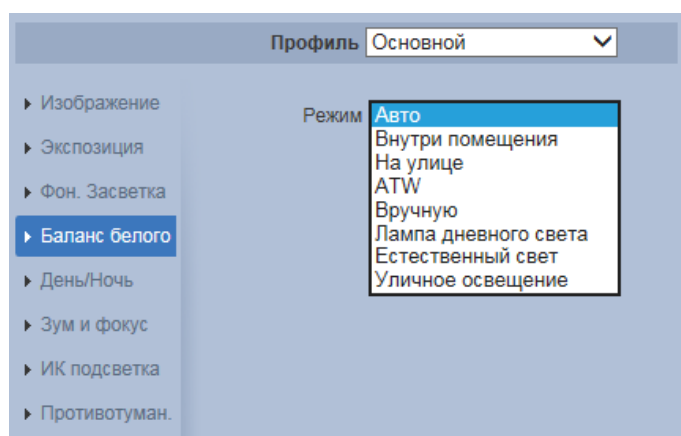 Профиль Основной
Изображение
Экспозиция
Фон. Засветка
Баланс белого
День/Ночь
Зум и фокус
ИК подсветка
Противотуман.
Режим Авто
Внутри помещения
На улице
ATW
Вручную
Лампа дневного света
Естественный свет
Уличное освещение